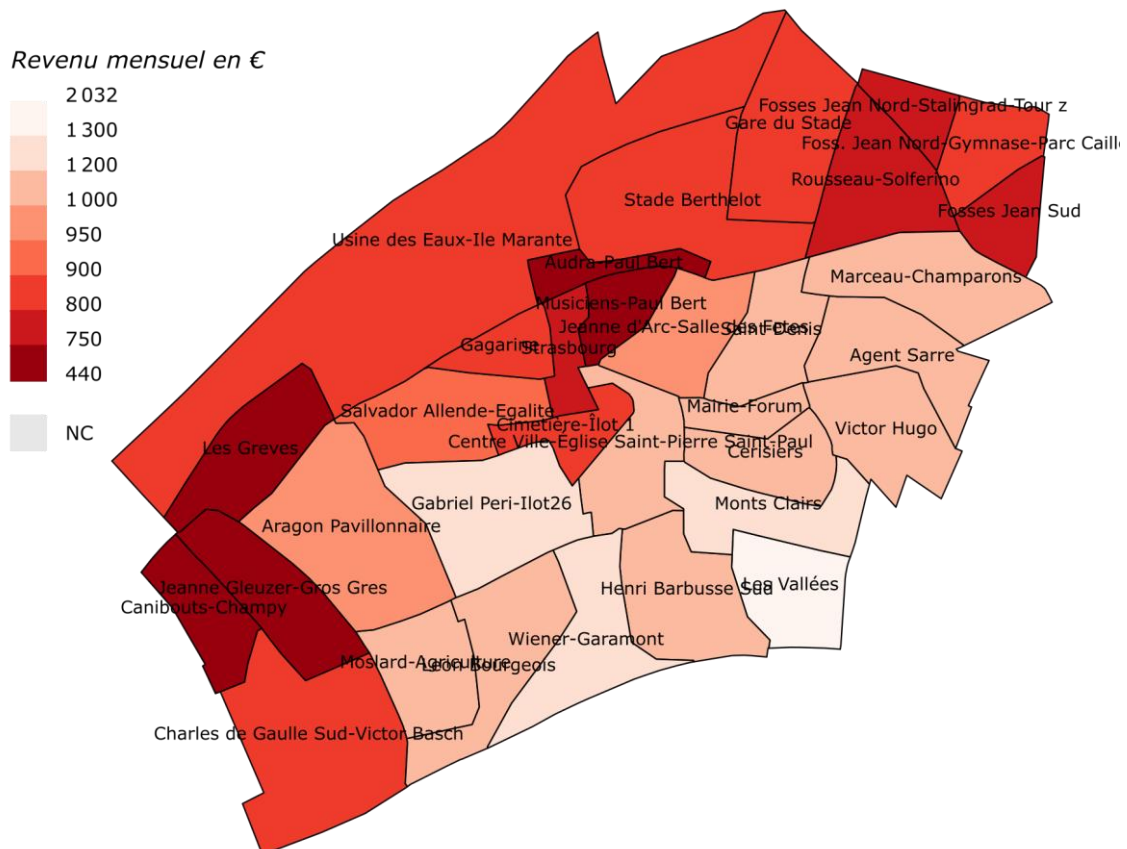 Revenu mensuel en €
2 032
1 300
1 200
1 000
950
900
800
750
440
NC
Fosses Jean Nord-Stalingrad-Tour z
Gare du Stade
Foss. Jean Nord-Gymnase-Parc Caill
Rousseau-Solferino
Stade Berthelot
Fosses Jean Sud
Usine des Eaux-Ile Marante
Audra-Paul Bert
Marceau-Champarons
Musiciens-Paul Bert
Jeanne d'Arc-Salle des Fetes
Saint-Denis
Gagarine
Strasbourg
Agent Sarre
Salvador Allende-Egalite
Mairie-Forum
Cimetière-Îlot 1
Victor Hugo
Centre Ville-Église Saint-Pierre Saint-Paul
Les Greves
Cerisiers
Gabriel Peri-Ilot26
Monts Clairs
Aragon Pavillonnaire
Les Vallées
Jeanne Gleuzer-Gros Gres
Henri Barbusse Sud
Canibouts-Champy
Wiener-Garamont
Moslard-Agriculture
Leon Bourgeois
Charles de Gaulle Sud-Victor Basch